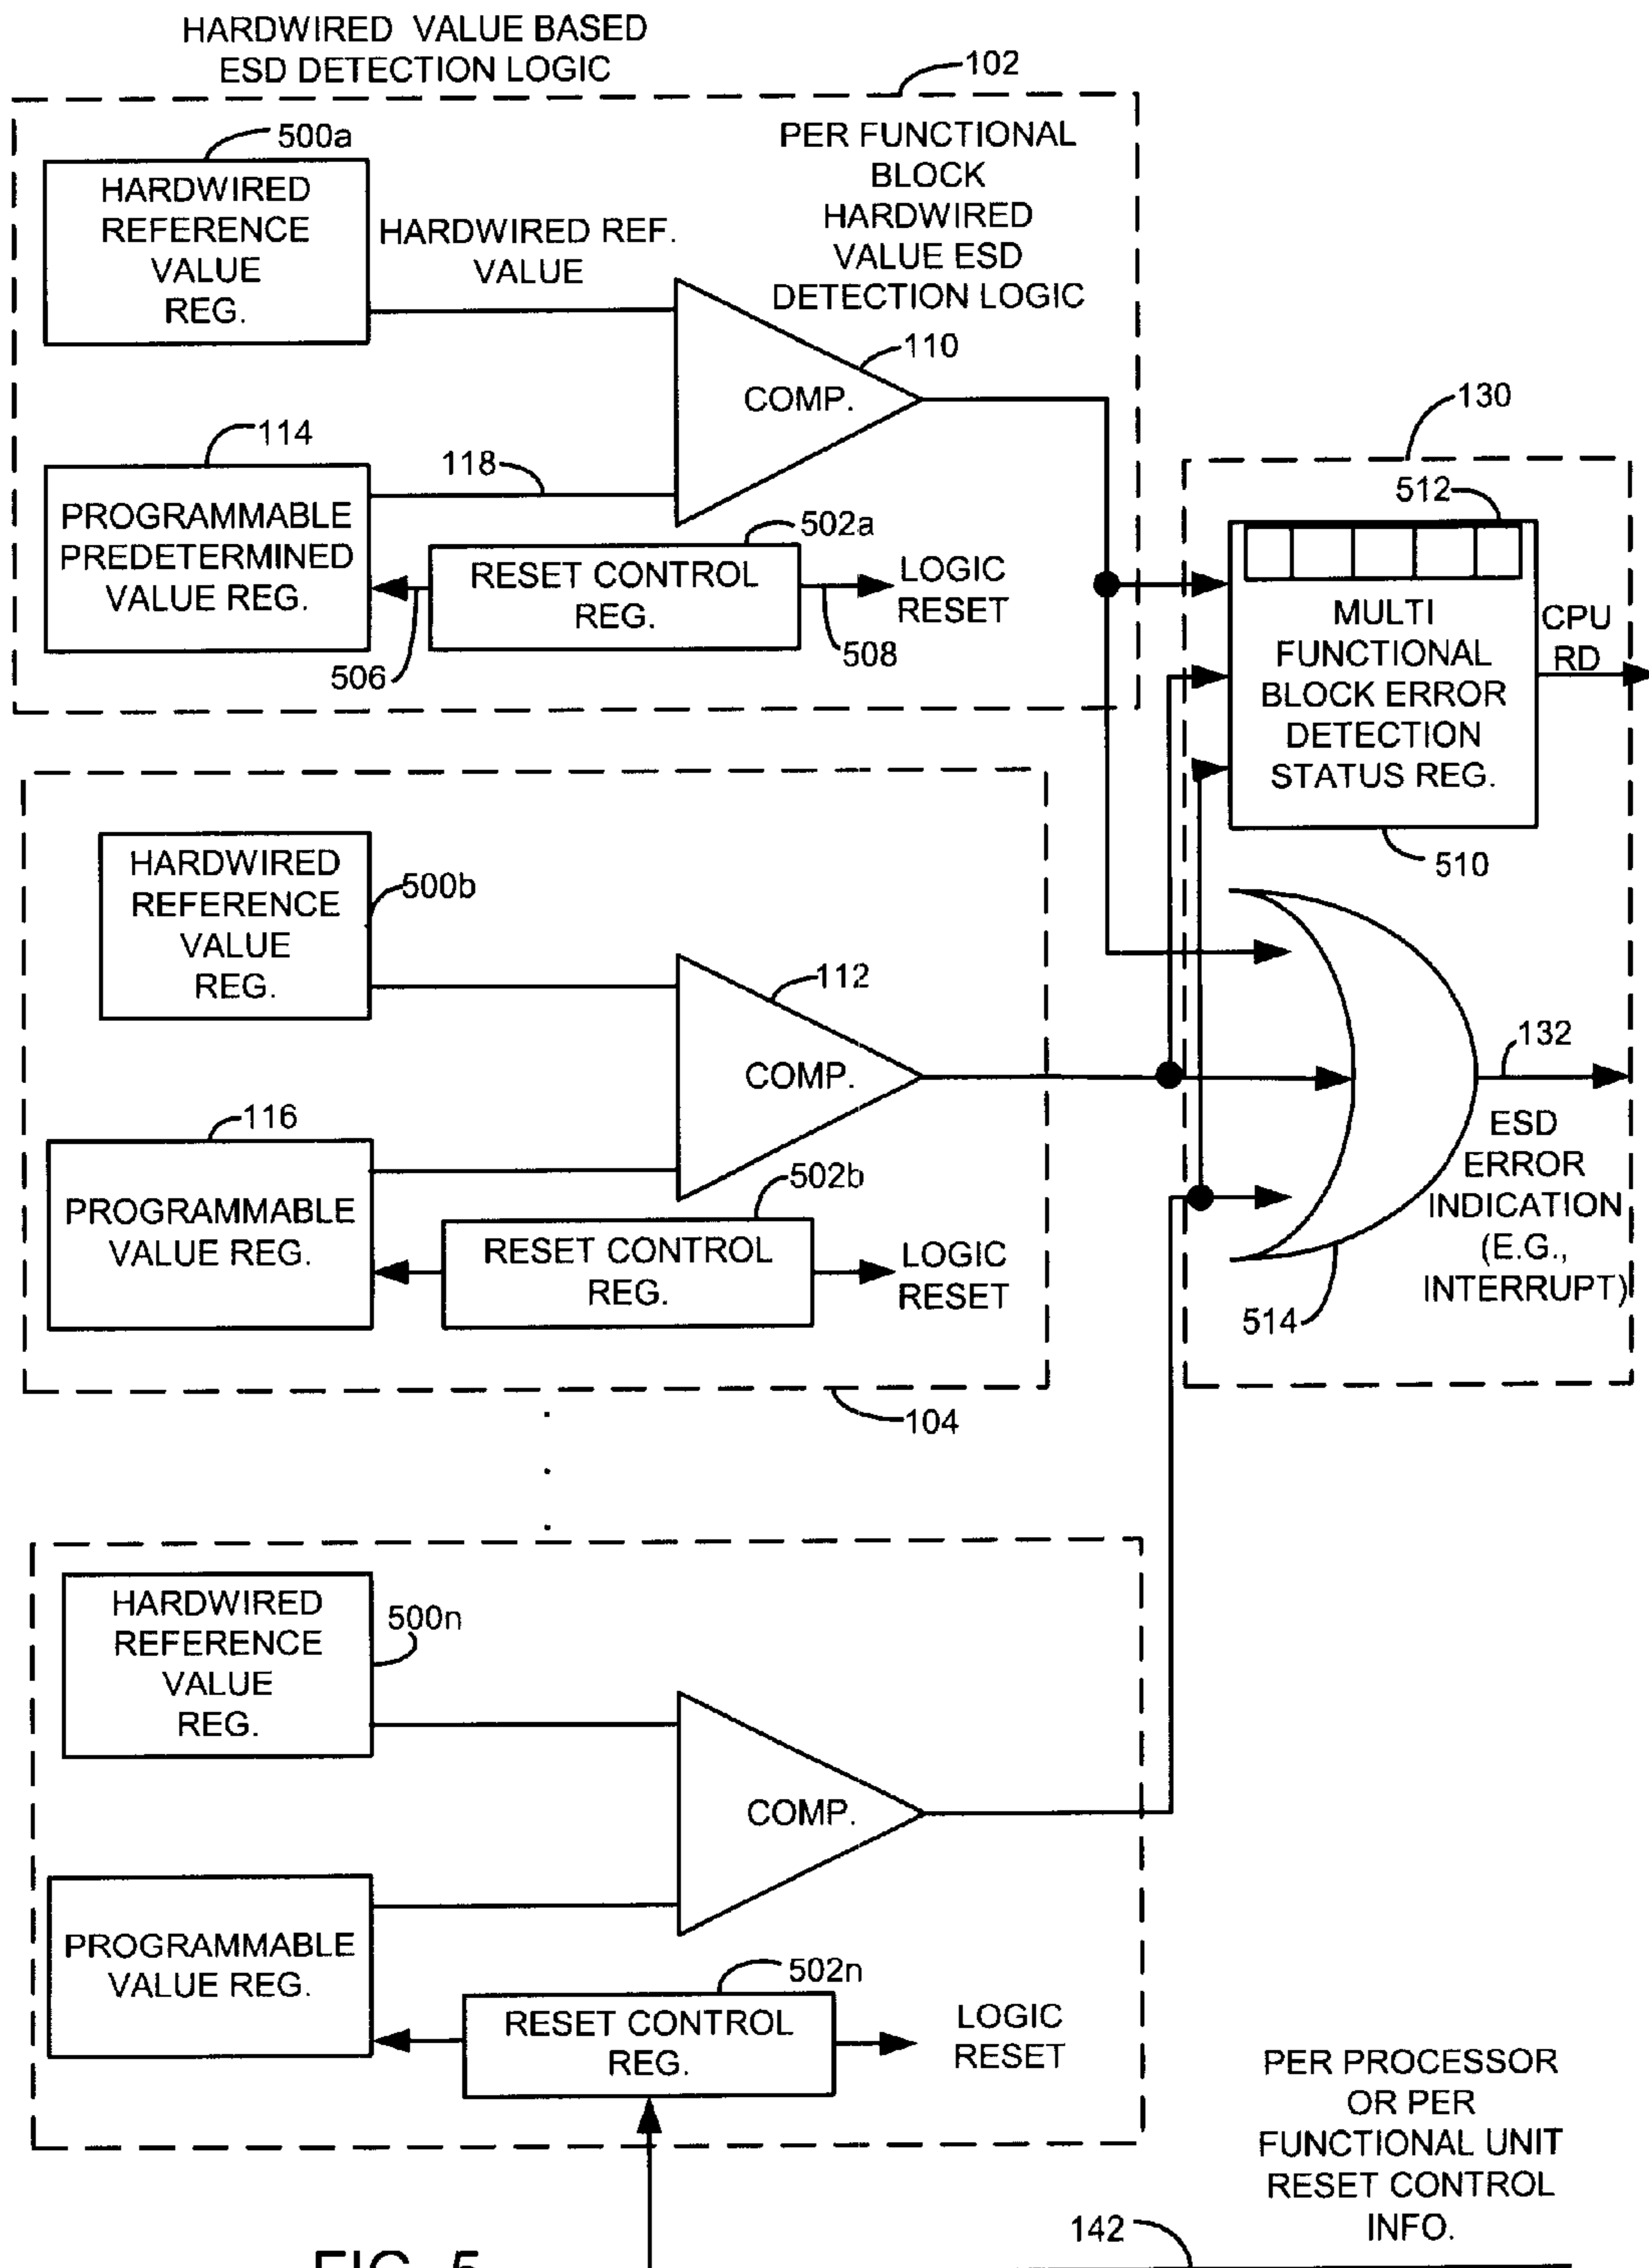 HARDWIRED VALUE BASED
ESD DETECTION LOGIC
102
500a
HARDWIRED
REFERENCE
VALUE
REG.
HARDWIRED REF.
VALUE
PER FUNCTIONAL
BLOCK
HARDWIRED
VALUE ESD
DETECTION LOGIC
110
COMP.
114
118
PROGRAMMABLE
PREDETERMINED
VALUE REG.
502a
RESET CONTROL
REG.
LOGIC
RESET
506
508
130
512
MULTI
FUNCTIONAL
BLOCK ERROR
DETECTION
STATUS REG.
CPU
RD
510
HARDWIRED
REFERENCE
VALUE
REG.
500b
112
COMP.
116
PROGRAMMABLE
VALUE REG.
502b
RESET CONTROL
REG.
LOGIC
RESET
104
132
ESD
ERROR
INDICATION
(E.G.,
INTERRUPT)
514
.
.
.
HARDWIRED
REFERENCE
VALUE
REG.
500n
COMP.
PROGRAMMABLE
VALUE REG.
502n
RESET CONTROL
REG.
LOGIC
RESET
PER PROCESSOR
OR PER
FUNCTIONAL UNIT
RESET CONTROL
INFO.
142
FIG. 5